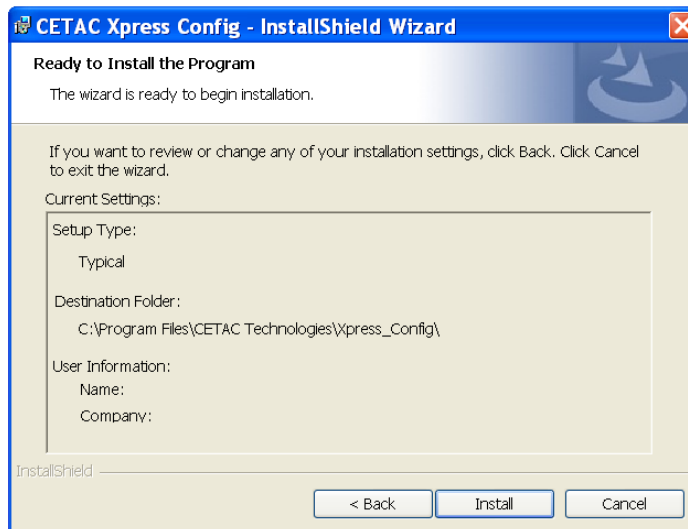 CETAC Xpress Config - InstallShield Wizard
Ready to Install the Program
The wizard is ready to begin installation.
If you want to review or change any of your installation settings, click Back. Click Cancel
to exit the wizard.
Current Settings:
Setup Type:
Typical
Destination Folder:
C:\Program Files\CETAC Technologies\Xpress_Config\
User Information:
Name:
Company:
InstallShield
< Back
Install
Cancel